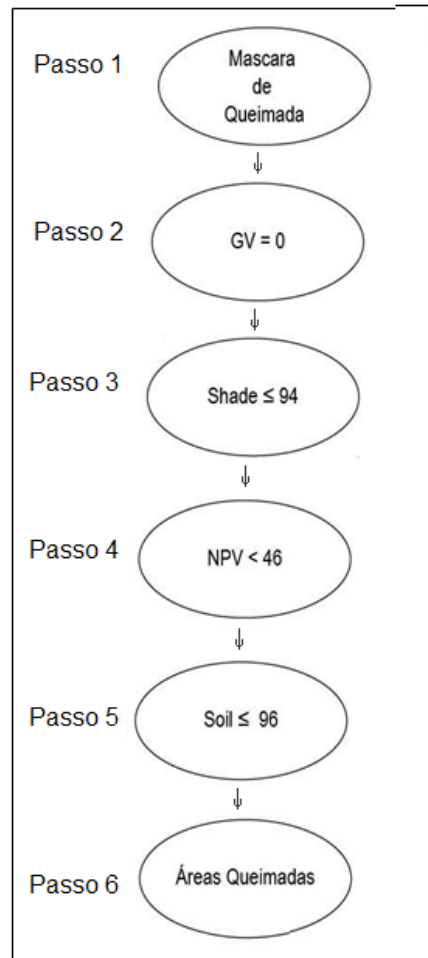 Passo 1
Mascara
de
Queimada
Passo 2
GV = 0
Passo 3
Shade ≤ 94
Passo 4
NPV < 46
Passo 5
Soil ≤ 96
Passo 6
Áreas Queimadas